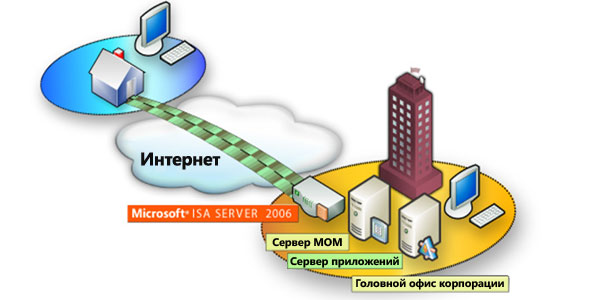 Интернет
Microsoft® ISA SERVER 2006
Сервер MOM
Сервер приложений
Головной офис корпорации